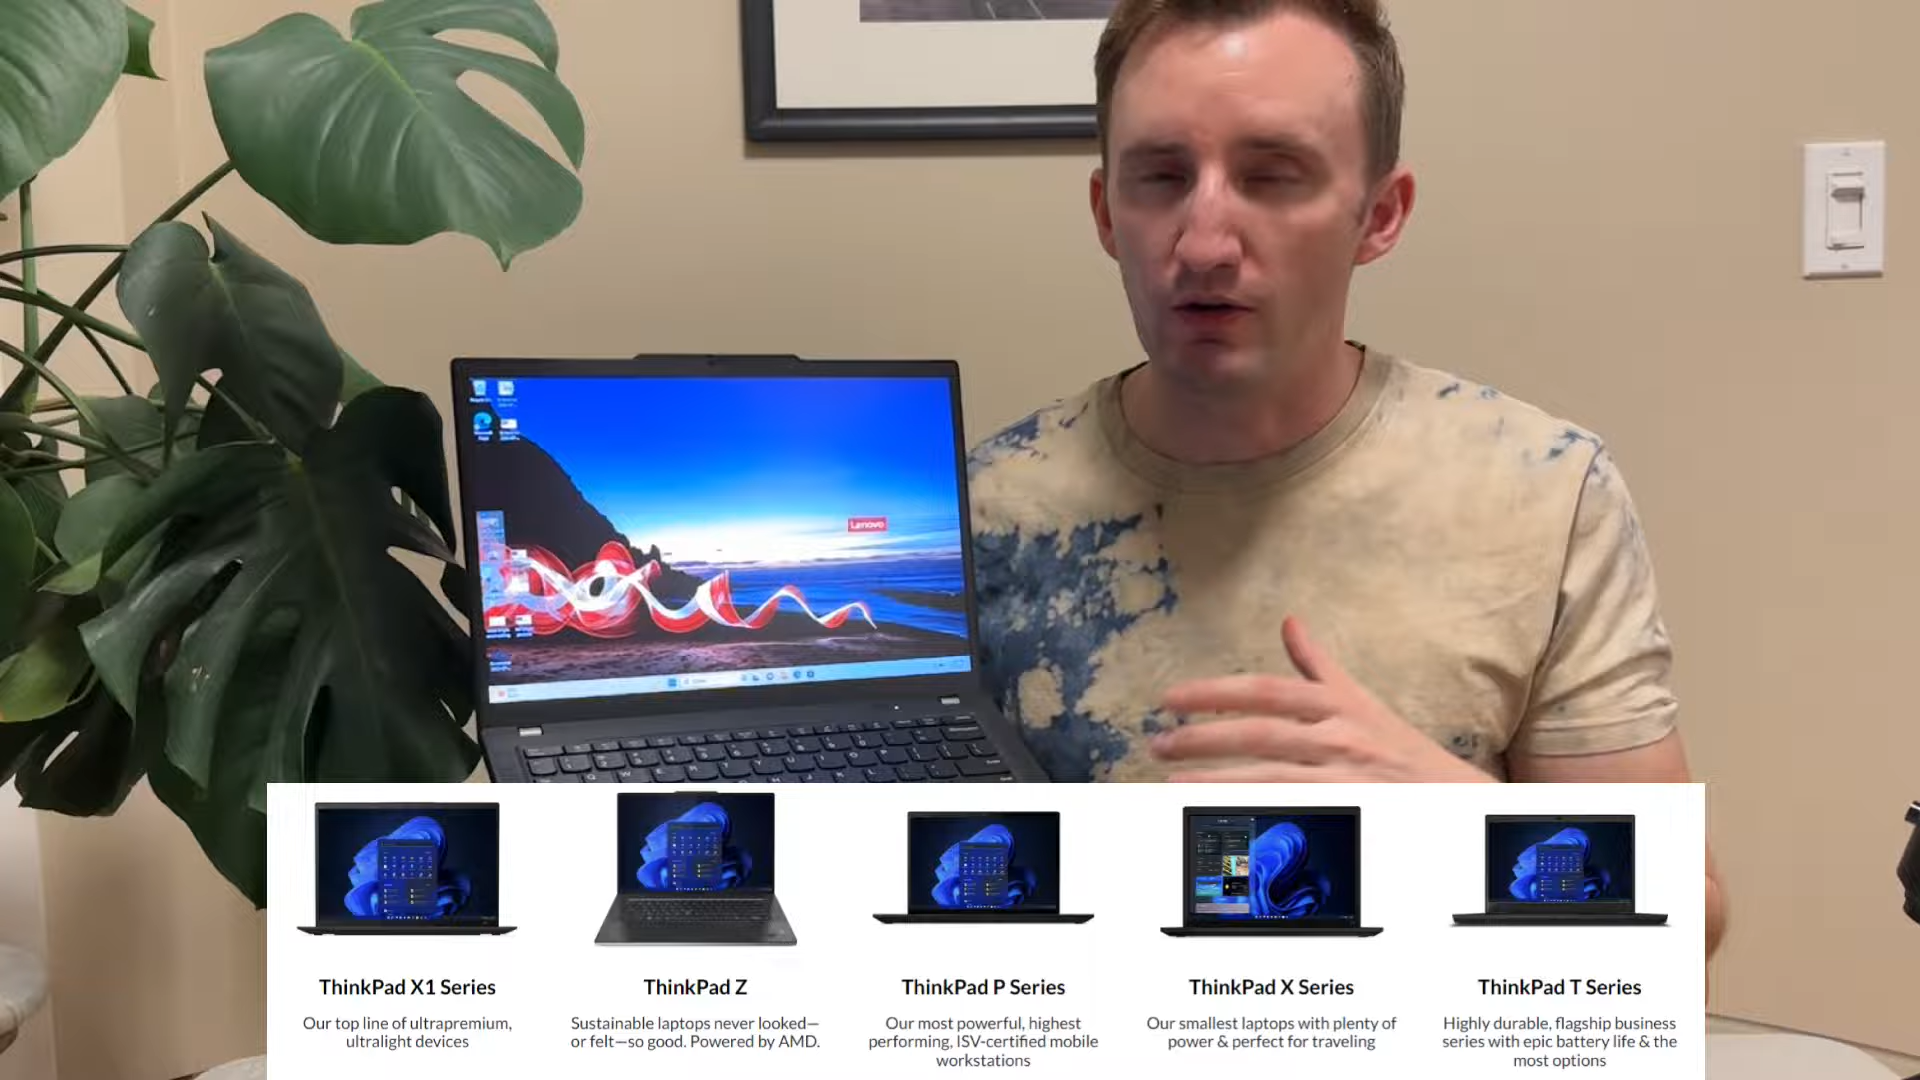 Lenovo
ThinkPad X1 Series
Our top line of ultrapremium,
ultralight devices
ThinkPad Z
Sustainable laptops never looked—
or felt—so good. Powered by AMD.
ThinkPad P Series
Our most powerful, highest
performing, ISV-certified mobile
workstations
ThinkPad X Series
Our smallest laptops with plenty of
power & perfect for traveling
ThinkPad T Series
Highly durable, flagship business
series with epic battery life & the
most options